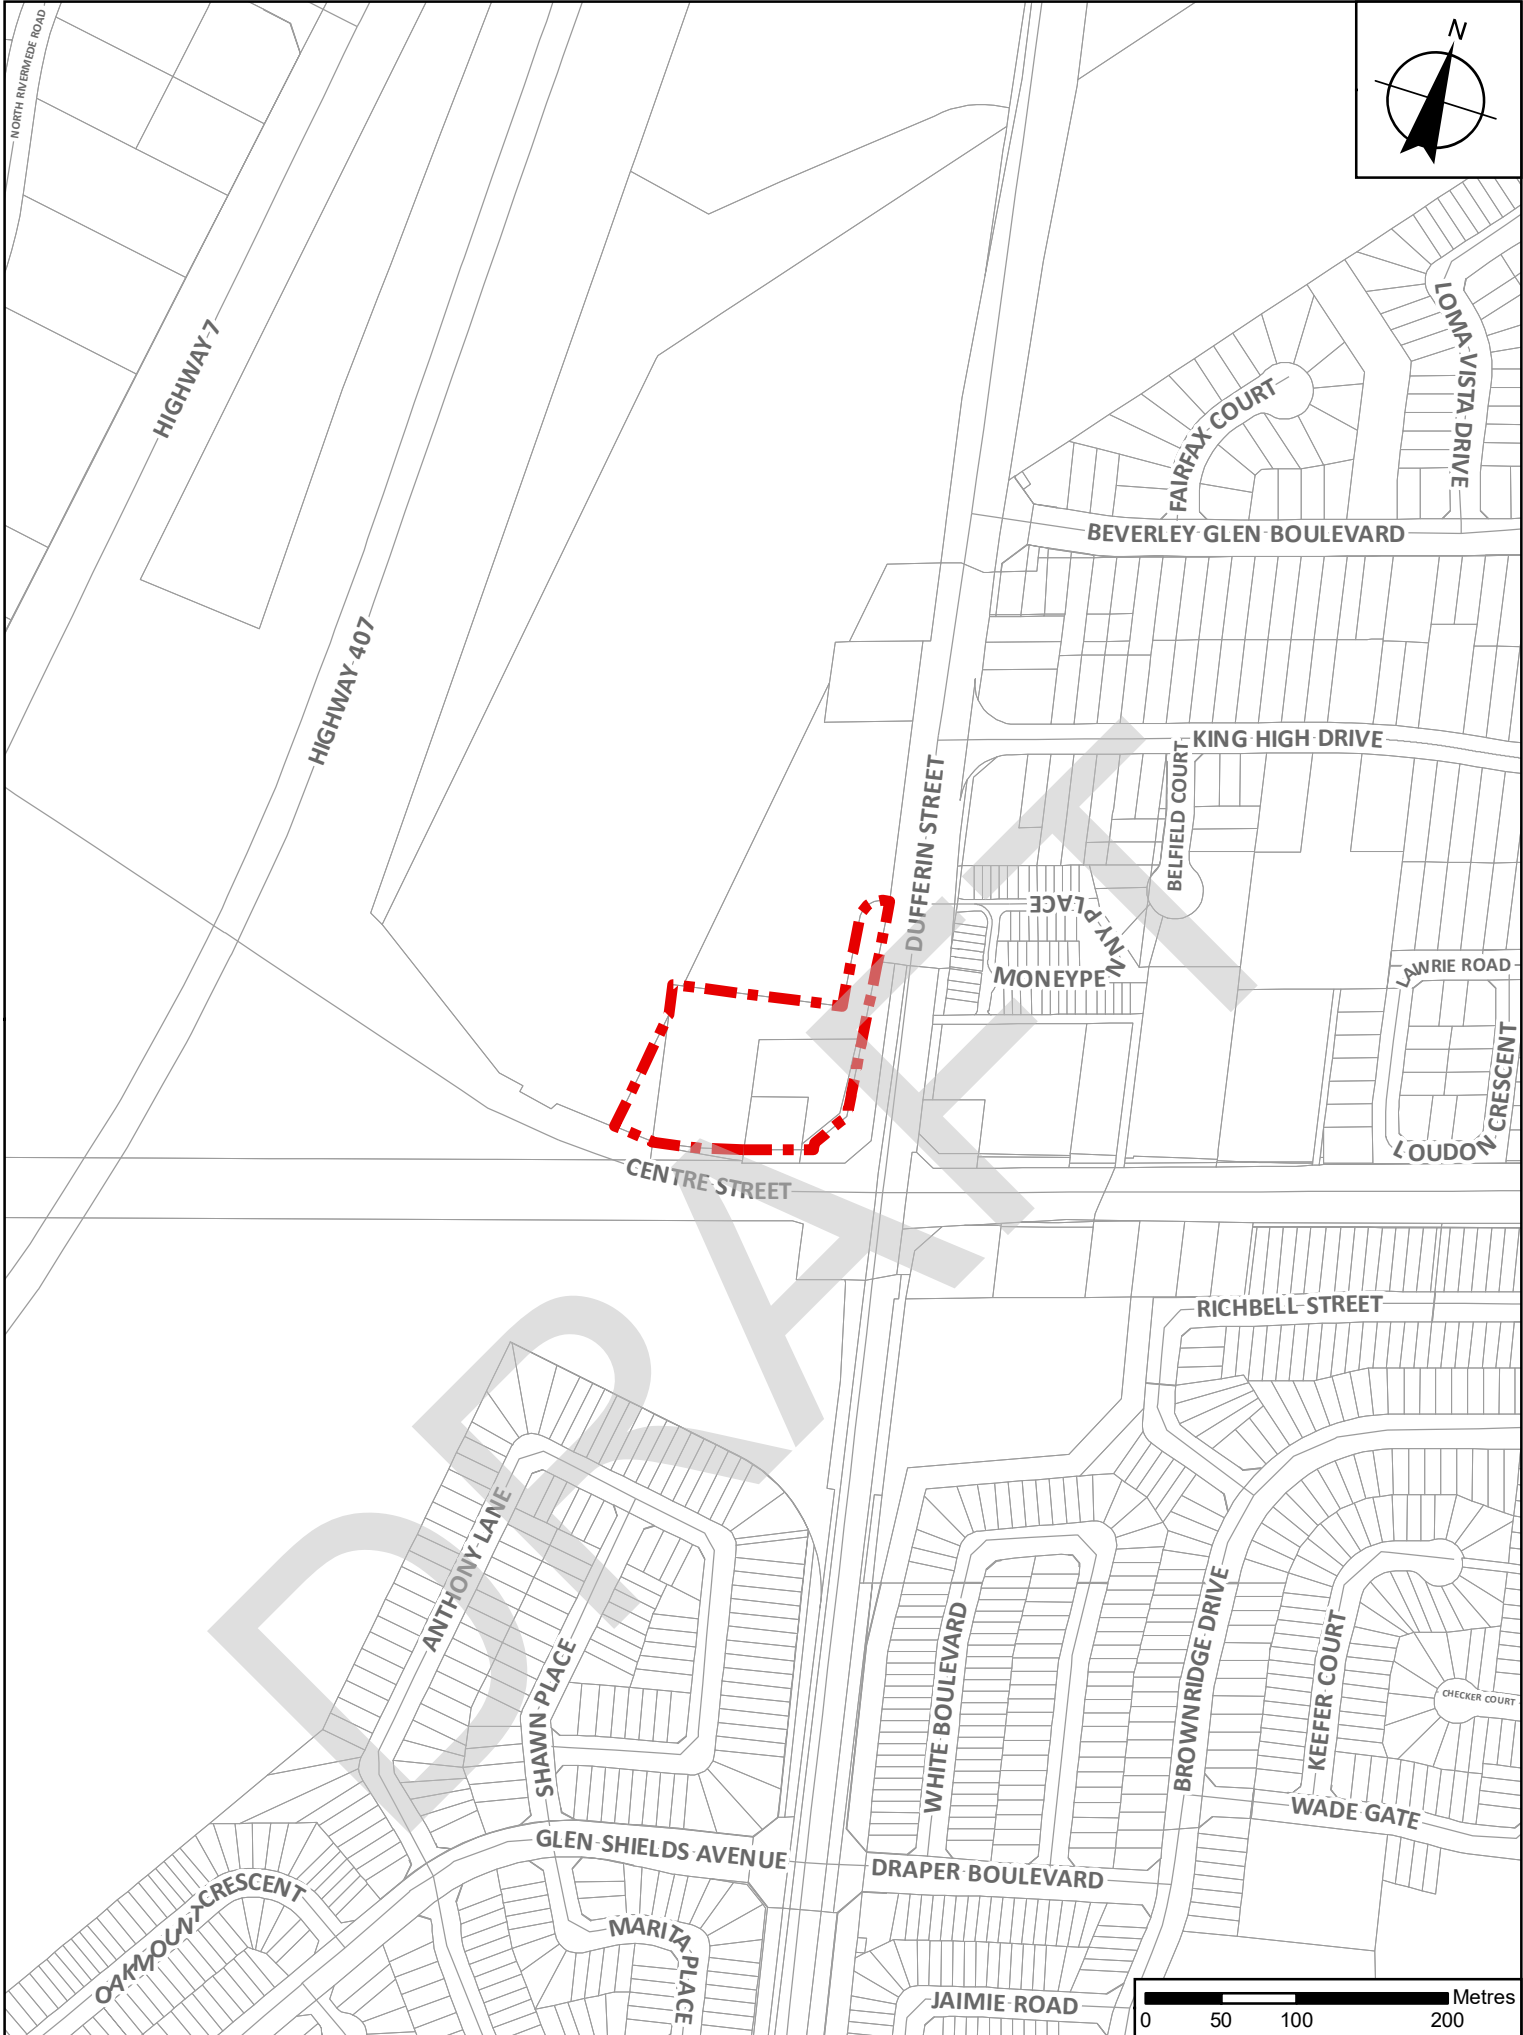 NORTH RIVERMEDE ROAD
N
HIGHWAY 7
LOMA VISTA DRIVE
FAIRFAX COURT
BEVERLEY GLEN BOULEVARD
HIGHWAY 407
KING HIGH DRIVE
BELFIELD COURT
DUFFERIN STREET
MONEYPENNY PLACE
LAWRIE ROAD
LOUDON CRESCENT
CENTRE STREET
RICHBELL STREET
DRAFT
ANTHONY LANE
SHAWN PLACE
WHITE BOULEVARD
BROWNRIDGE DRIVE
KEEFER COURT
CHECKER COURT
WADE GATE
GLEN SHIELDS AVENUE
DRAPER BOULEVARD
OAKMOUNT CRESCENT
MARITA PLACE
JAIMIE ROAD
Metres
0 50 100 200